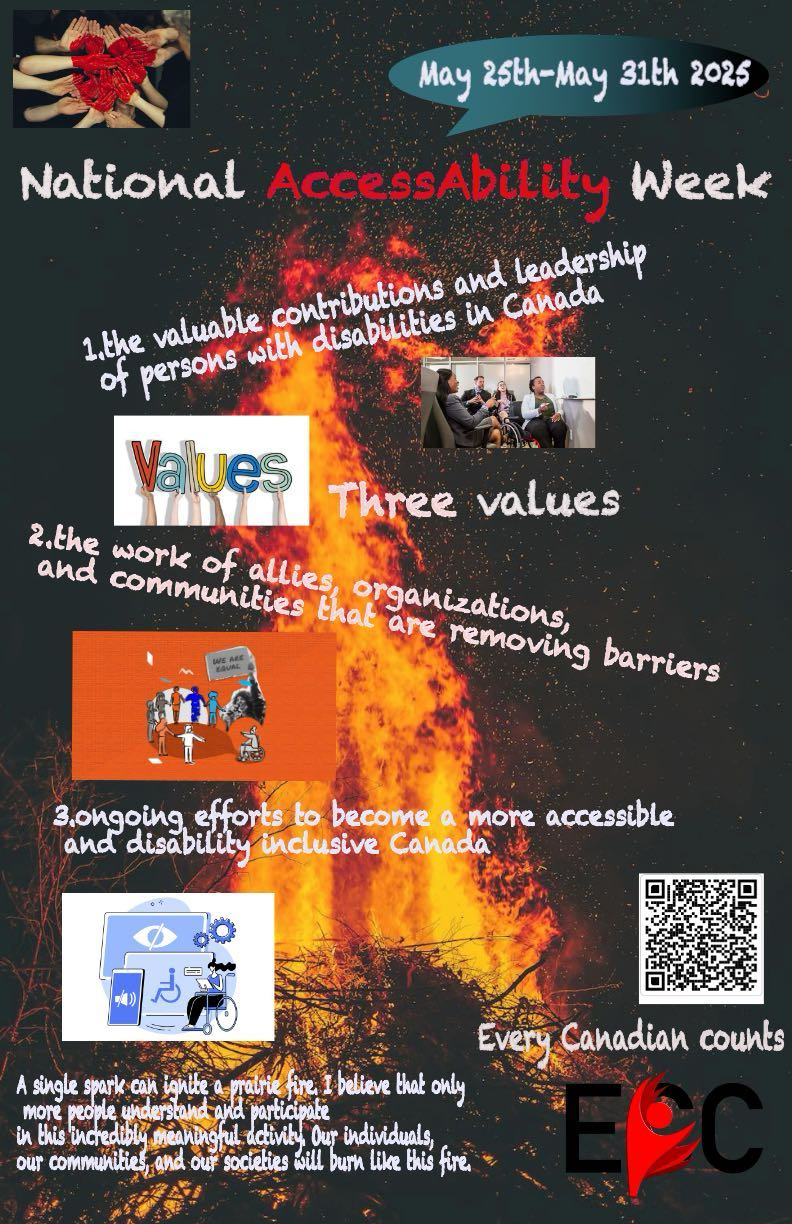 May 25th-May 31th 2025
National AccessAbility Week
1.the valuable contributions and leadership
of persons with disabilities in Canada
Values
Three values
2.the work of allies, organizations,
and communities that are removing barriers
WE ARE
EQUAL
3.ongoing efforts to become a more accessible
and disability inclusive Canada
Every Canadian counts
A single spark can ignite a prairie fire. I believe that only
more people understand and participate
in this incredibly meaningful activity. Our individuals,
our communities, and our societies will burn like this fire.
ECC